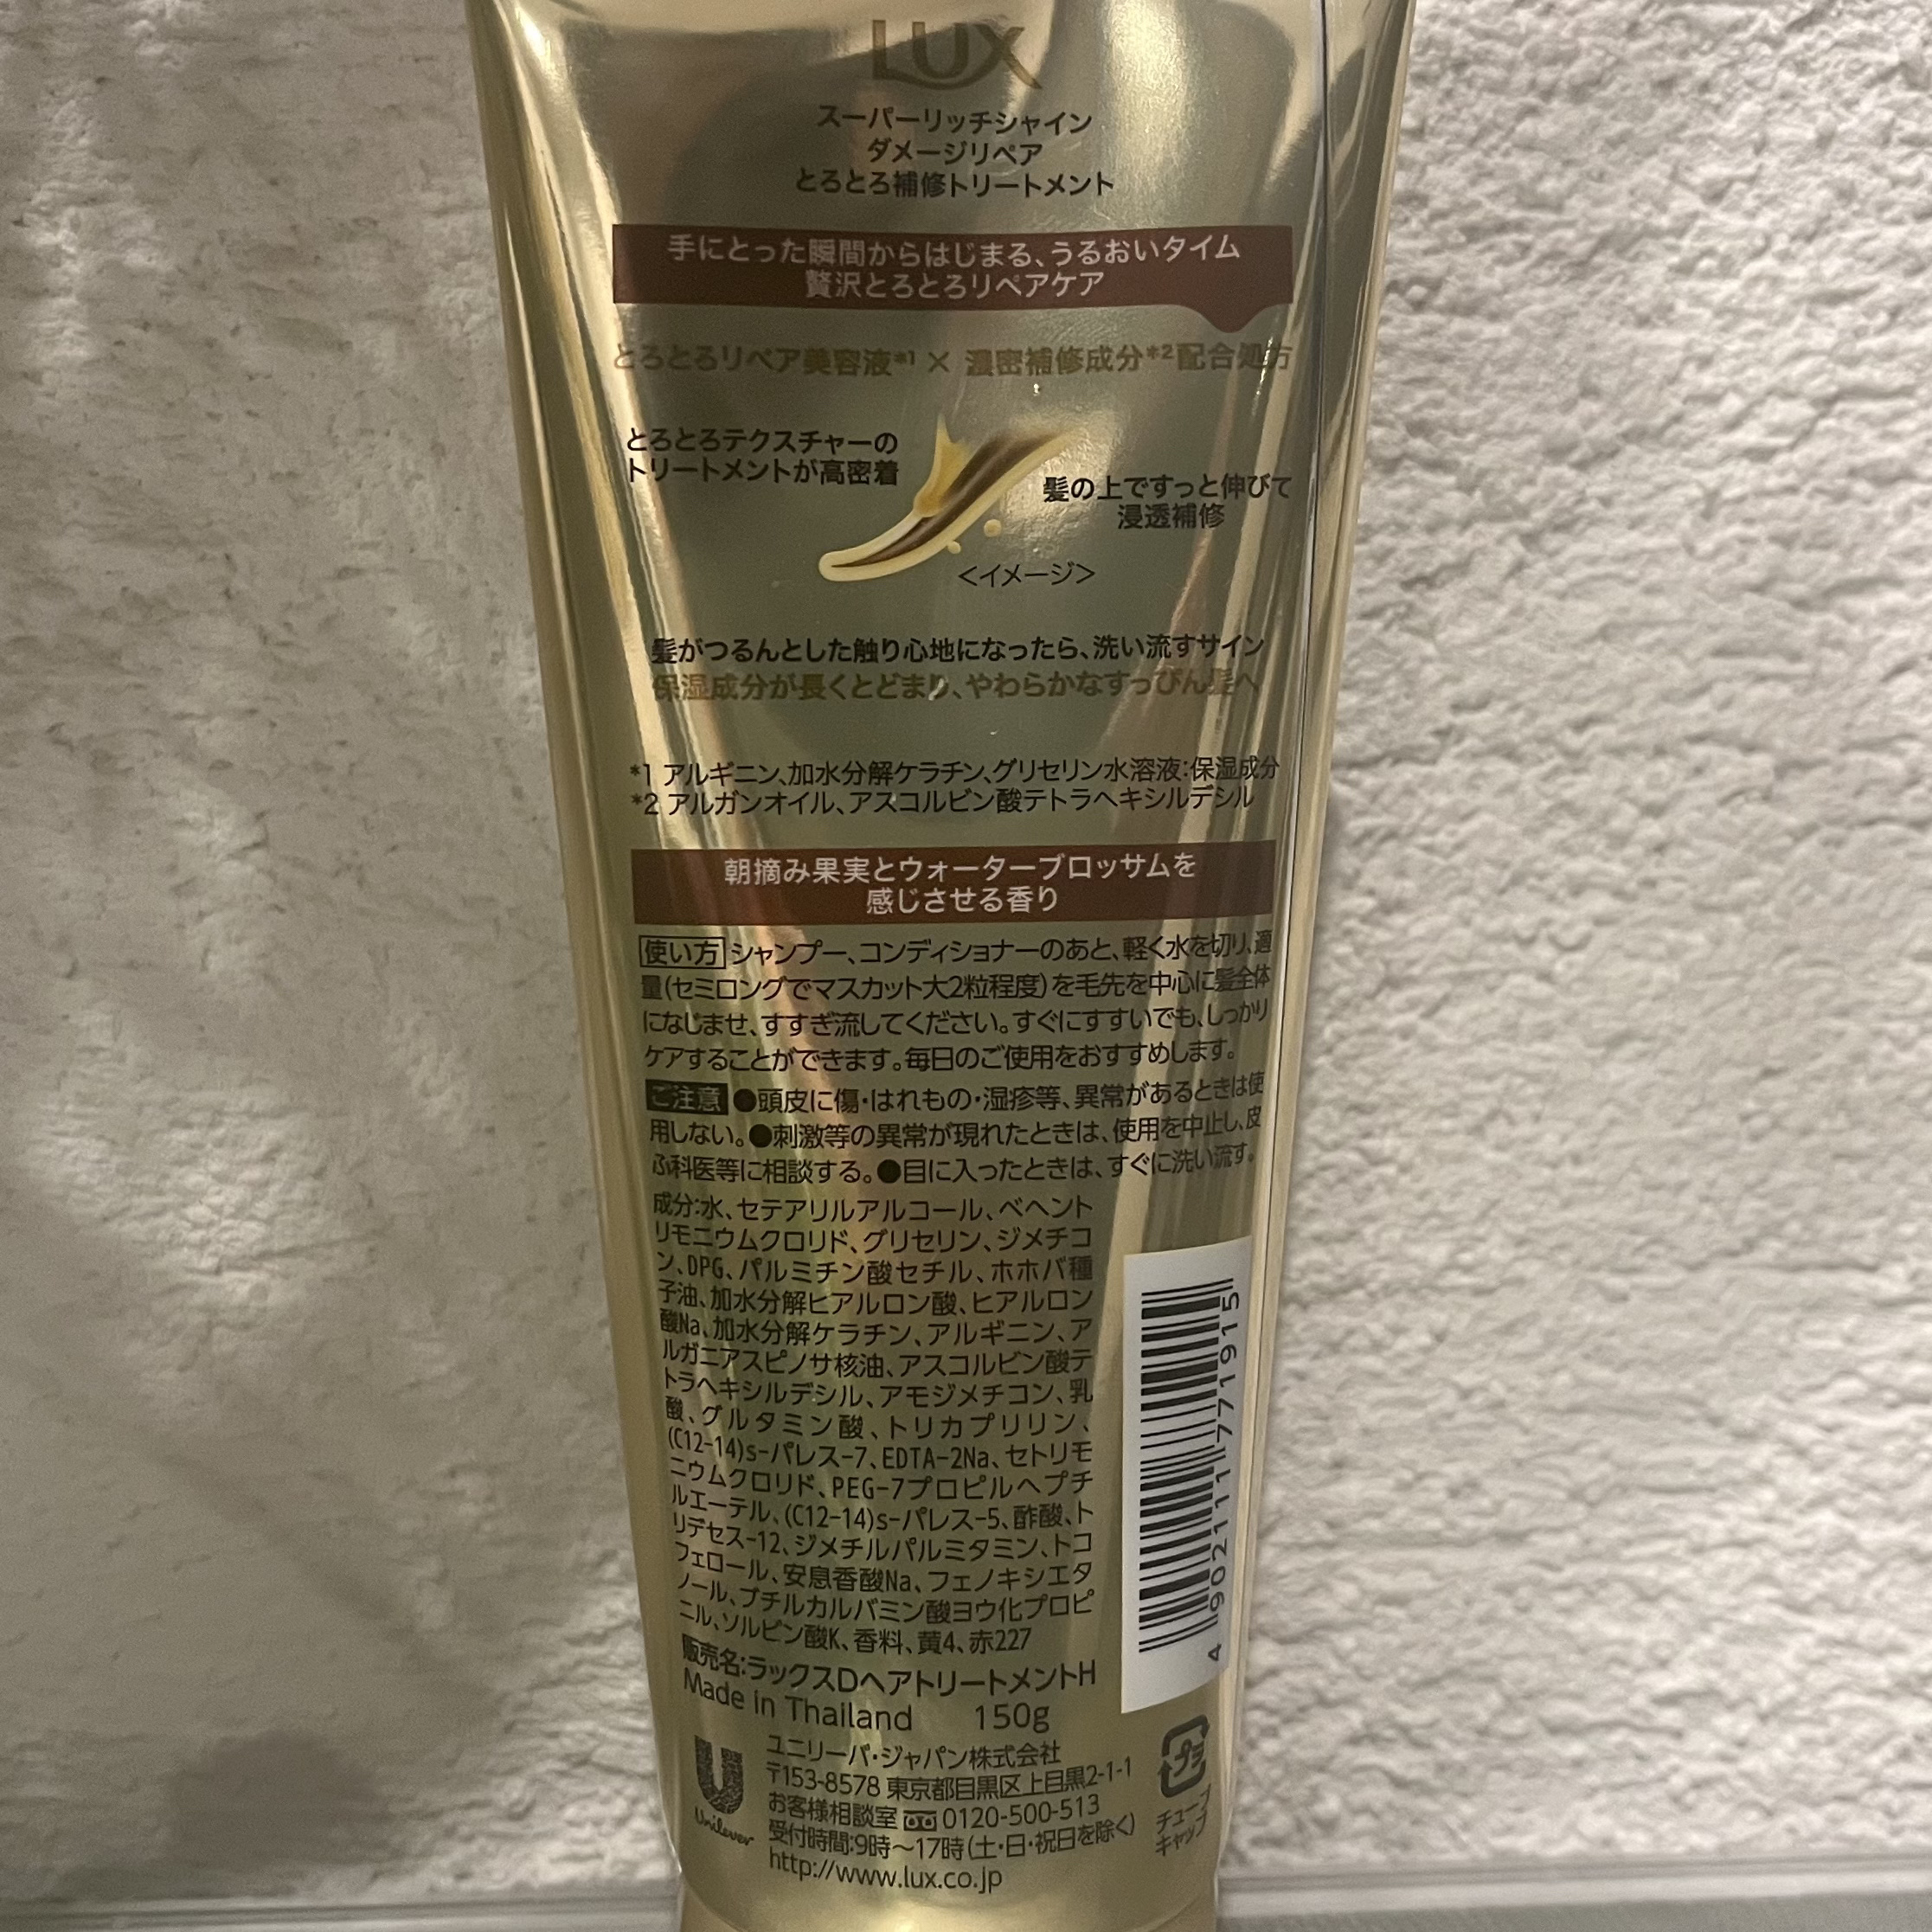 LUX
スーパーリッチシャイン
ダメージリペア
とろとろ補修トリートメント
手にとった瞬間からはじまる、うるおいタイム
贅沢とろとろリペアケア
とろとろリペア美容液*1 × 濃密補修成分*2配合処方
とろとろテクスチャーの
トリートメントが高密着
髪の上ですっと伸びて
浸透補修
<イメージ>
髪がつるんとした触り心地になったら、洗い流すサイン
保湿成分が長くとどまり、やわらかなすっぴん髪へ
*1 アルギニン、加水分解ケラチン、グリセリン水溶液:保湿成分
*2 アルガンオイル、アスコルビン酸テトラヘキシルデシル
朝摘み果実とウォーターブロッサムを
感じさせる香り
使い方 シャンプー、コンディショナーのあと、軽く水を切り、適
量(セミロングでマスカット大2粒程度)を毛先を中心に髪全体
になじませ、すすぎ流してください。すぐにすすいでも、しっかり
ケアすることができます。毎日のご使用をおすすめします。
ご注意 ●頭皮に傷・はれもの・湿疹等、異常があるときは使
用しない。●刺激等の異常が現れたときは、使用を中止し、皮
ふ科医等に相談する。●目に入ったときは、すぐに洗い流す。
成分:水、セテアリルアルコール、ベヘント
リモニウムクロリド、グリセリン、ジメチコ
ン、DPG、パルミチン酸セチル、ホホバ種
子油、加水分解ヒアルロン酸、ヒアルロン
酸Na、加水分解ケラチン、アルギニン、ア
ルガニアスピノサ核油、アスコルビン酸テ
トラヘキシルデシル、アモジメチコン、乳
酸、グルタミン酸、トリカプリリン、
(C12-14)s-パレス-7、EDTA-2Na、セトリモ
ニウムクロリド、PEG-7プロピルヘプチ
ルエーテル、(C12-14)s-パレス-5、酢酸、ト
リデセス-12、ジメチルパルミタミン、トコ
フェロール、安息香酸Na、フェノキシエタ
ノール、ブチルカルバミン酸ヨウ化プロピ
ニル、ソルビン酸K、香料、黄4、赤227
販売名:ラックスDヘアトリートメントH
Made in Thailand 150g
ユニリーバ・ジャパン株式会社
〒153-8578 東京都目黒区上目黒2-1-1
お客様相談室 0120-500-513
受付時間:9時～17時(土・日・祝日を除く)
http://www.lux.co.jp
Unilever
4 902111 771915
プラ
チューブ
キャップ